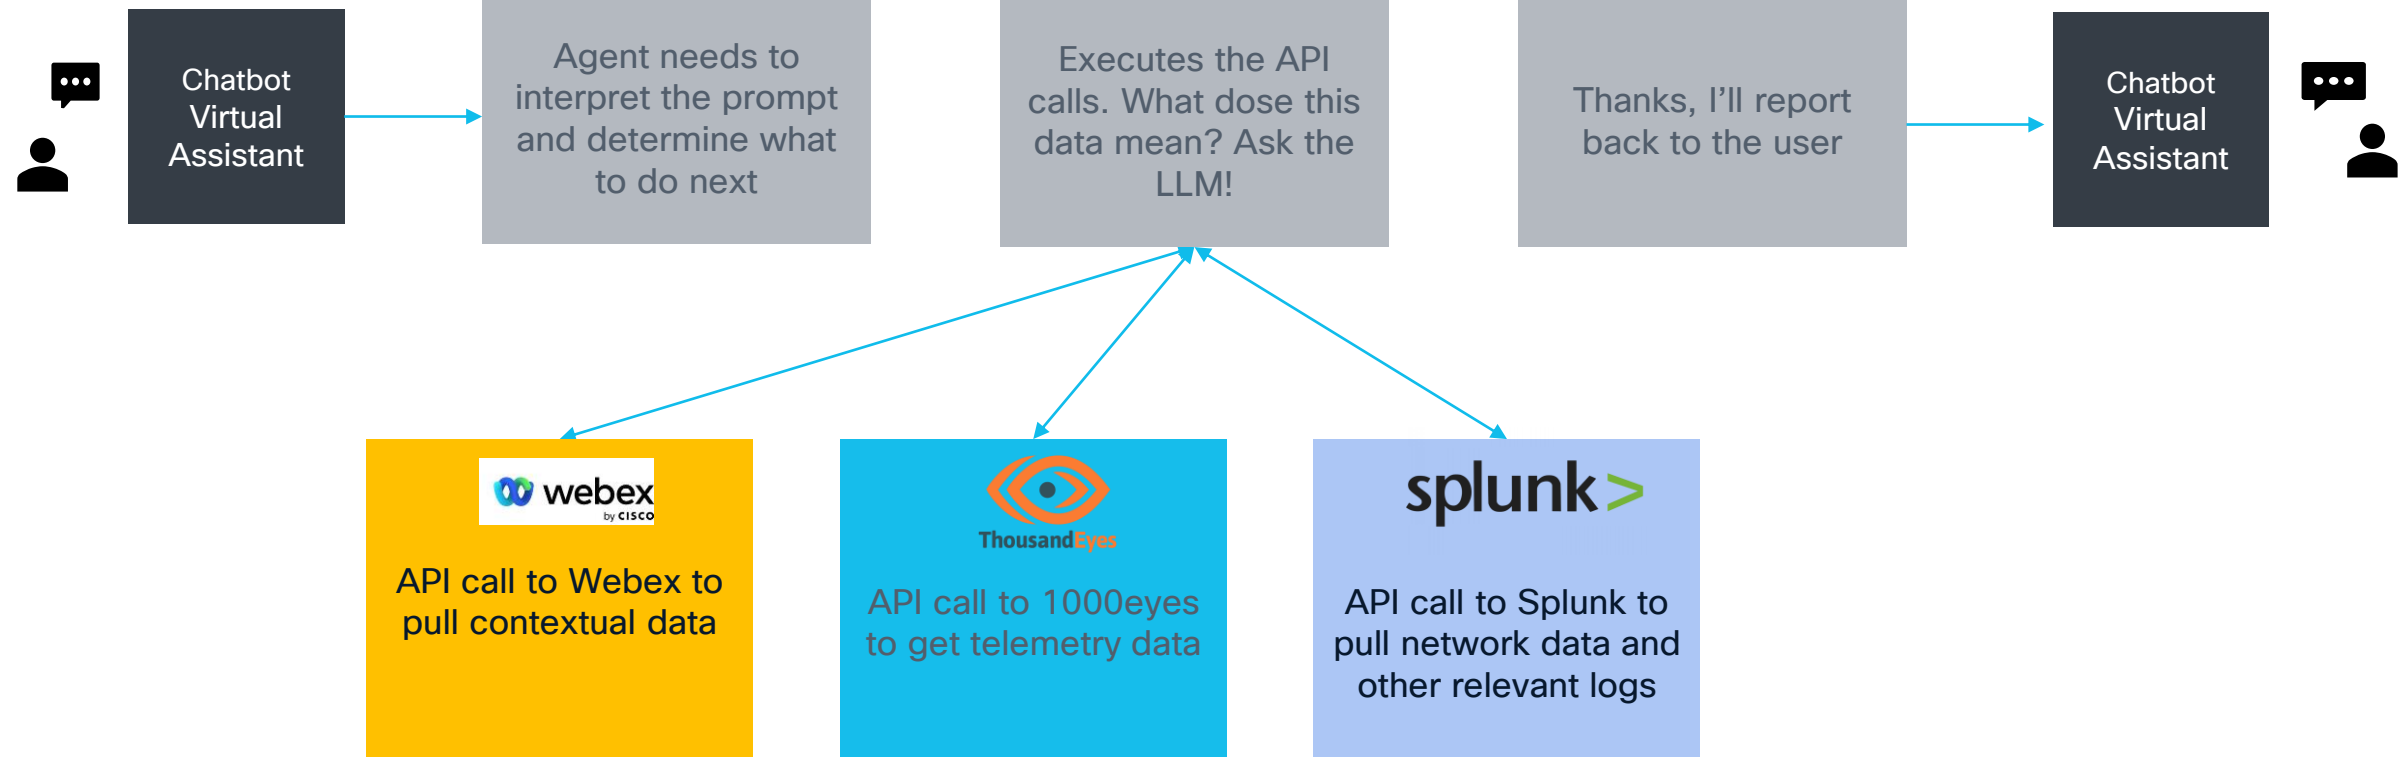 Chatbot
Virtual
Assistant
Agent needs to
interpret the prompt
and determine what
to do next
Executes the API
calls. What dose this
data mean? Ask the
LLM!
Thanks, I’ll report
back to the user
Chatbot
Virtual
Assistant
webex
by CISCO
API call to Webex to
pull contextual data
ThousandEyes
API call to 1000eyes
to get telemetry data
splunk>
API call to Splunk to
pull network data and
other relevant logs